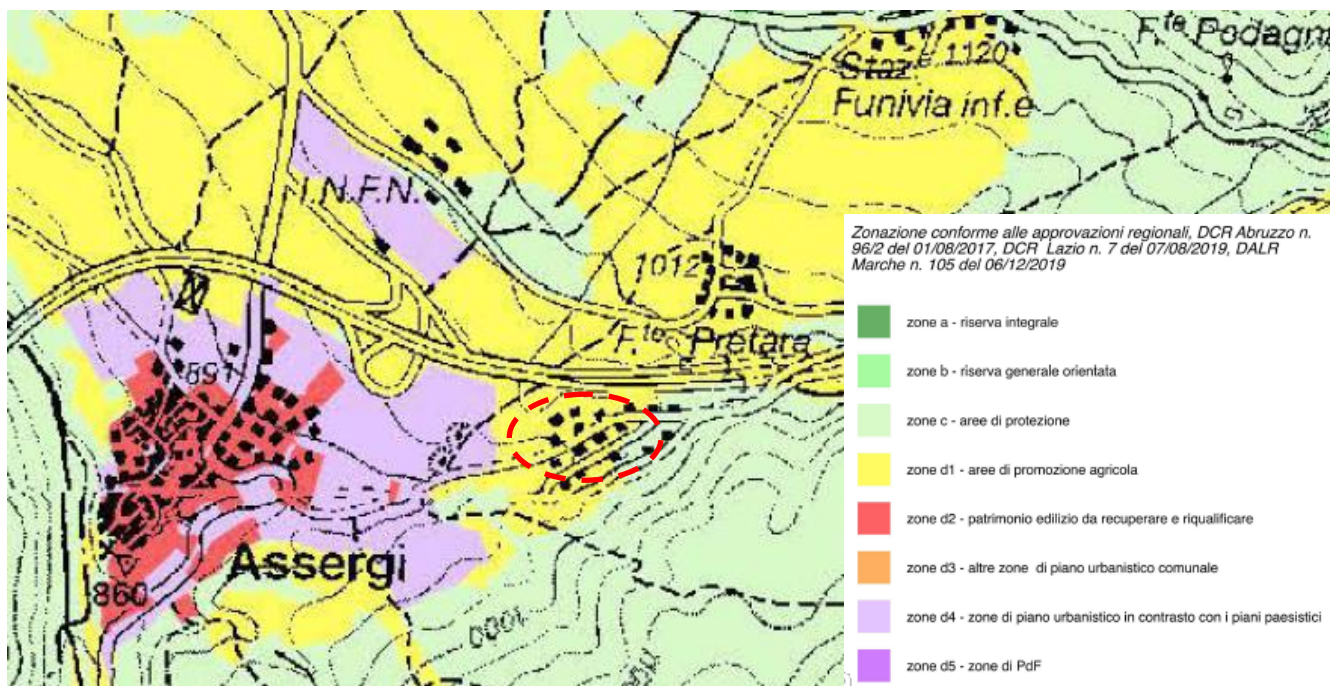 F.te Pedagn
1120
Staz.e
Funivia inf.e
I.N.F.N.
1012
F.te Pretara
891
Assergi
860
1000
Zonazione conforme alle approvazioni regionali, DCR Abruzzo n.
96/2 del 01/08/2017, DCR Lazio n. 7 del 07/08/2019, DALR
Marche n. 105 del 06/12/2019
zone a - riserva integrale
zone b - riserva generale orientata
zone c - aree di protezione
zone d1 - aree di promozione agricola
zone d2 - patrimonio edilizio da recuperare e riqualificare
zone d3 - altre zone di piano urbanistico comunale
zone d4 - zone di piano urbanistico in contrasto con i piani paesistici
zone d5 - zone di PdF